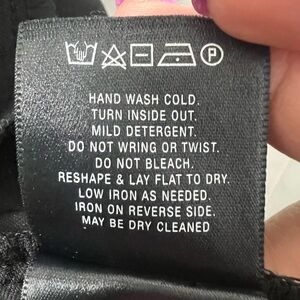 P
HAND WASH COLD.
TURN INSIDE OUT.
MILD DETERGENT.
DO NOT WRING OR TWIST.
DO NOT BLEACH.
RESHAPE & LAY FLAT TO DRY.
LOW IRON AS NEEDED.
IRON ON REVERSE SIDE.
MAY BE DRY CLEANED